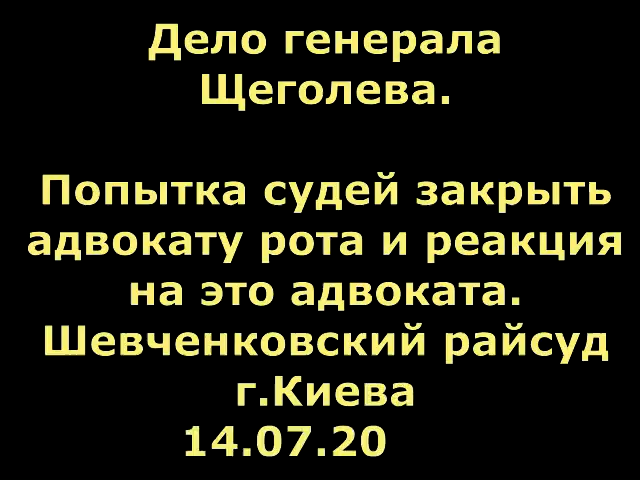 Дело генерала
Щеголева.
Попытка судей закрыть
адвокату рота и реакция
на это адвоката.
Шевченковский райсуд
г.Киева
14.07.20